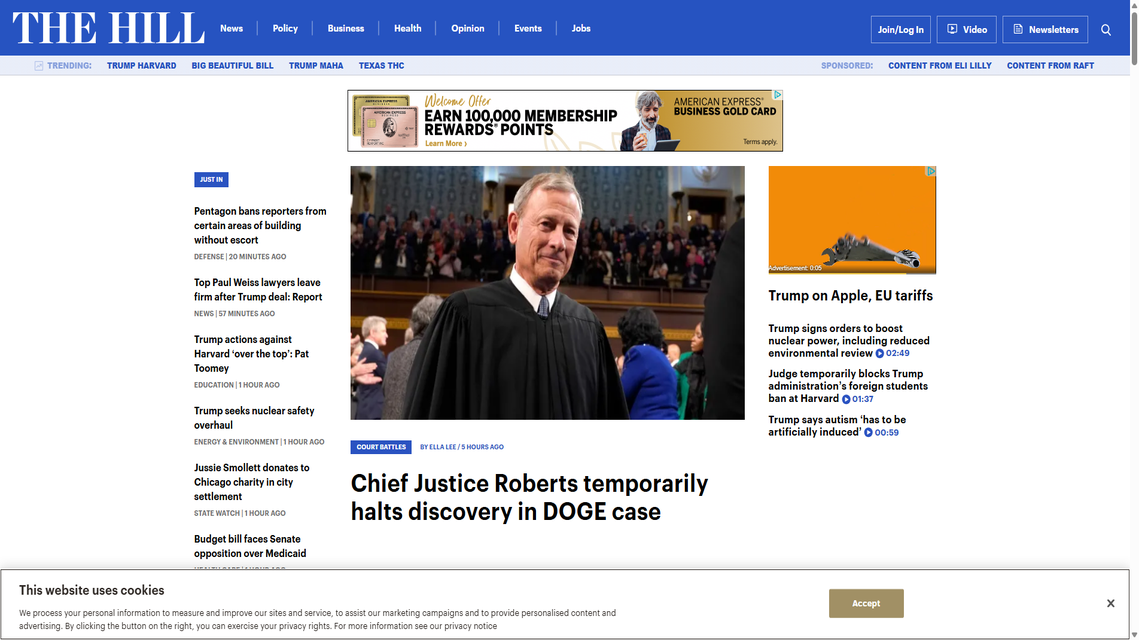 THE HILL
News
Policy
Business
Health
Opinion
Events
Jobs
Join/Log In
Video
Newsletters
TRENDING:
TRUMP HARVARD
BIG BEAUTIFUL BILL
TRUMP MAHA
TEXAS THC
SPONSORED:
CONTENT FROM ELI LILLY
CONTENT FROM RAFT
Welcome Offer
EARN 100,000 MEMBERSHIP
REWARDS® POINTS
Learn More ›
AMERICAN EXPRESS®
BUSINESS GOLD CARD
Terms apply.
JUST IN
Pentagon bans reporters from
certain areas of building
without escort
DEFENSE | 20 MINUTES AGO
Top Paul Weiss lawyers leave
firm after Trump deal: Report
NEWS | 57 MINUTES AGO
Trump actions against
Harvard ‘over the top’: Pat
Toomey
EDUCATION | 1 HOUR AGO
Trump seeks nuclear safety
overhaul
ENERGY & ENVIRONMENT | 1 HOUR AGO
Jussie Smollett donates to
Chicago charity in city
settlement
STATE WATCH | 1 HOUR AGO
Budget bill faces Senate
opposition over Medicaid
COURT BATTLES
BY ELLA LEE / 5 HOURS AGO
Chief Justice Roberts temporarily
halts discovery in DOGE case
Advertisement: 0:05
Trump on Apple, EU tariffs
Trump signs orders to boost
nuclear power, including reduced
environmental review 02:49
Judge temporarily blocks Trump
administration’s foreign students
ban at Harvard 01:37
Trump says autism ‘has to be
artificially induced’ 00:59
This website uses cookies
We process your personal information to measure and improve our sites and service, to assist our marketing campaigns and to provide personalised content and
advertising. By clicking the button on the right, you can exercise your privacy rights. For more information see our privacy notice
Accept